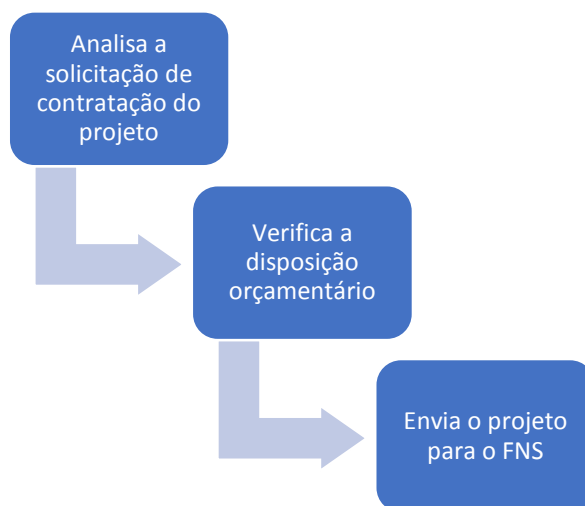 Analisa a
solicitação de
contratação do
projeto
Verifica a
disposição
orçamentário
Envia o projeto
para o FNS